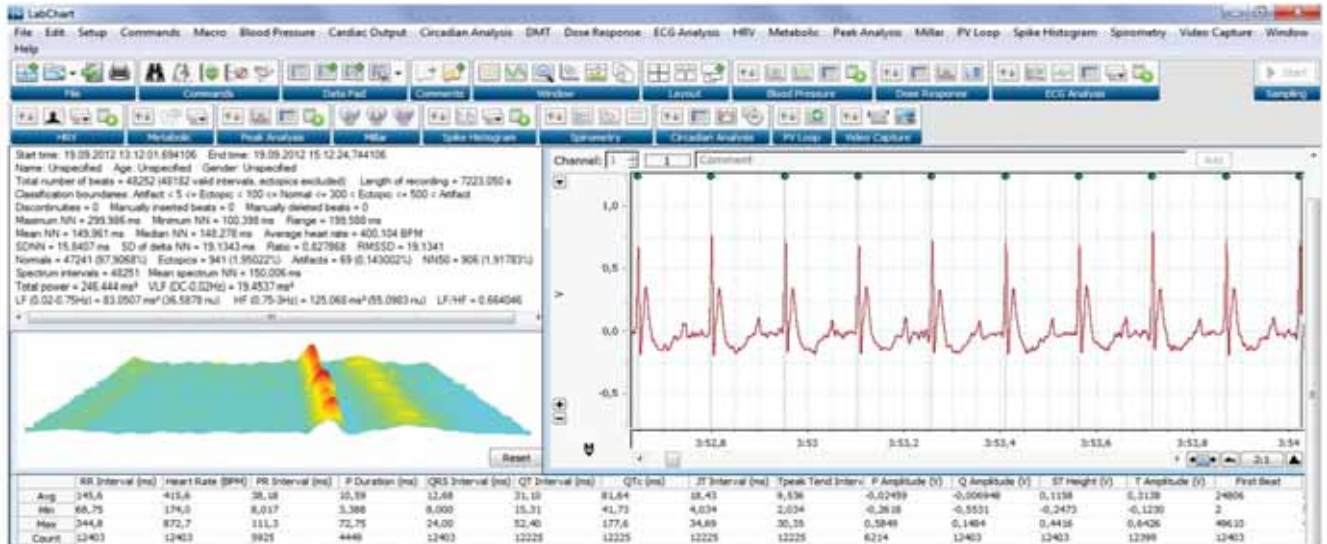 LabChart
File Edit Setup Commands Macro Blood Pressure Cardiac Output Circadian Analysis DMT Dose Response ECG Analysis HRV Metabolic Peak Analysis Millar PV Loop Spike Histogram Spirometry Video Capture Window
Help
Start
File Commands Data Pad Comments Window Layout Blood Pressure Dose Response ECG Analysis Sampling
HRV Metabolic Peak Analysis Millar Spike Histogram Spirometry Circadian Analysis PV Loop Video Capture
Start time: 19.09.2012 13:12:01,694106 End time: 19.09.2012 15:12:24,744106
Name: Unspecified Age: Unspecified Gender: Unspecified
Total number of beats = 48252 (48182 valid intervals, ectopics excluded) Length of recording = 7223,050 s
Classification boundaries: Artifact < 5 <= Ectopic < 100 <= Normal <= 300 < Ectopic <= 500 < Artifact
Discontinuities = 0 Manually inserted beats = 0 Manually deleted beats = 0
Maximum NN = 299,986 ms Minimum NN = 100,398 ms Range = 199,588 ms
Mean NN = 149,961 ms Median NN = 148,278 ms Average heart rate = 400,104 BPM
SDNN = 15,8407 ms SD of delta NN = 19,1343 ms Ratio = 0,827868 RMSSD = 19,1341
Normals = 47241 (97,9068%) Ectopics = 941 (1,95022%) Artifacts = 69 (0,143002%) NN50 = 906 (1,91783%)
Spectrum intervals = 48251 Mean spectrum NN = 150,006 ms
Total power = 246,444 ms² VLF (DC-0,02Hz) = 19,4537 ms²
LF (0,02-0,75Hz) = 83,0507 ms² (36,5878 nu) HF (0,75-3Hz) = 125,068 ms² (55,0983 nu) LF/HF = 0,664046
Reset
Channel: 1 1 Comment Add
1,0
0,5
V
0,0
-0,5
3:52,8 3:53 3:53,2 3:53,4 3:53,6 3:53,8 3:54
2:1
RR Interval (ms) Heart Rate (BPM) PR Interval (ms) P Duration (ms) QRS Interval (ms) QT Interval (ms) QTc (ms) JT Interval (ms) Tpeak Tend Interv P Amplitude (V) Q Amplitude (V) ST Height (V) T Amplitude (V) First Beat
Avg 145,6 415,6 38,18 10,59 12,68 31,10 81,64 18,43 9,536 -0,02459 -0,006948 0,1158 0,3138 24806
Min 68,75 174,0 8,017 3,388 8,000 15,31 41,73 4,034 2,034 -0,2618 -0,5531 -0,2473 -0,1230 2
Max 344,8 872,7 111,3 72,75 24,00 52,40 177,6 34,69 30,35 0,5849 0,1484 0,4416 0,6426 49610
Count 12403 12403 5925 4448 12403 12225 12225 12225 12225 6214 12403 12403 12399 12403